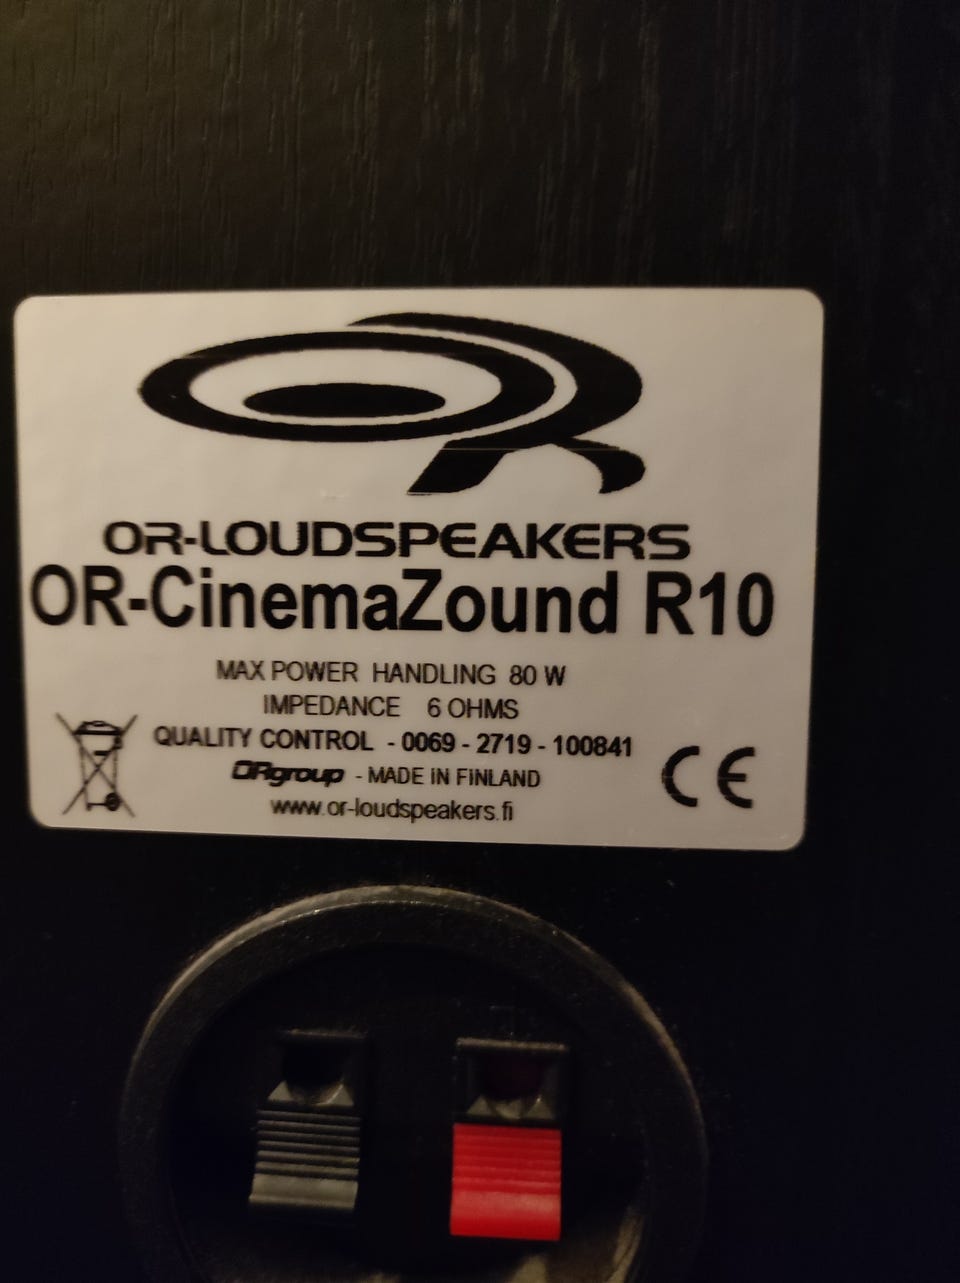 OR
OR-LOUDSPEAKERS
OR-CinemaZound R10
MAX POWER HANDLING 80 W
IMPEDANCE 6 OHMS
QUALITY CONTROL - 0069 - 2719 - 100841
ORgroup - MADE IN FINLAND
www.or-loudspeakers.fi
CE